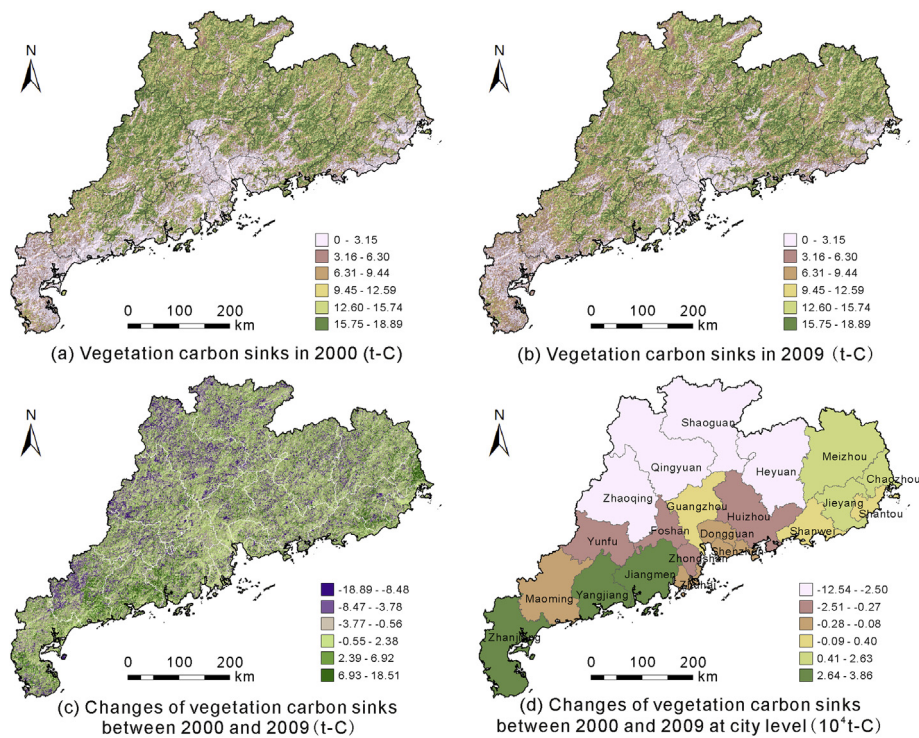 N
0 - 3.15
3.16 - 6.30
6.31 - 9.44
9.45 - 12.59
12.60 - 15.74
15.75 - 18.89
0 100 200
km
(a) Vegetation carbon sinks in 2000 (t-C)
N
0 - 3.15
3.16 - 6.30
6.31 - 9.44
9.45 - 12.59
12.60 - 15.74
15.75 - 18.89
0 100 200
km
(b) Vegetation carbon sinks in 2009 (t-C)
N
-18.89 - -8.48
-8.47 - -3.78
-3.77 - -0.56
-0.55 - 2.38
2.39 - 6.92
6.93 - 18.51
0 100 200
km
(c) Changes of vegetation carbon sinks
between 2000 and 2009 (t-C)
N
Shaoguan
Meizhou
Qingyuan
Heyuan
Chaozhou
Zhaoqing
Jieyang
Guangzhou
Shantou
Huizhou
Foshan
Dongguan
Shanwei
Yunfu
Shenzhen
Zhongshan
Jiangmen
Zhuhai
Maoming
Yangjiang
Zhanjiang
-12.54 - -2.50
-2.51 - -0.27
-0.28 - -0.08
-0.09 - 0.40
0.41 - 2.63
2.64 - 3.86
0 100 200
km
(d) Changes of vegetation carbon sinks
between 2000 and 2009 at city level (10⁴t-C)